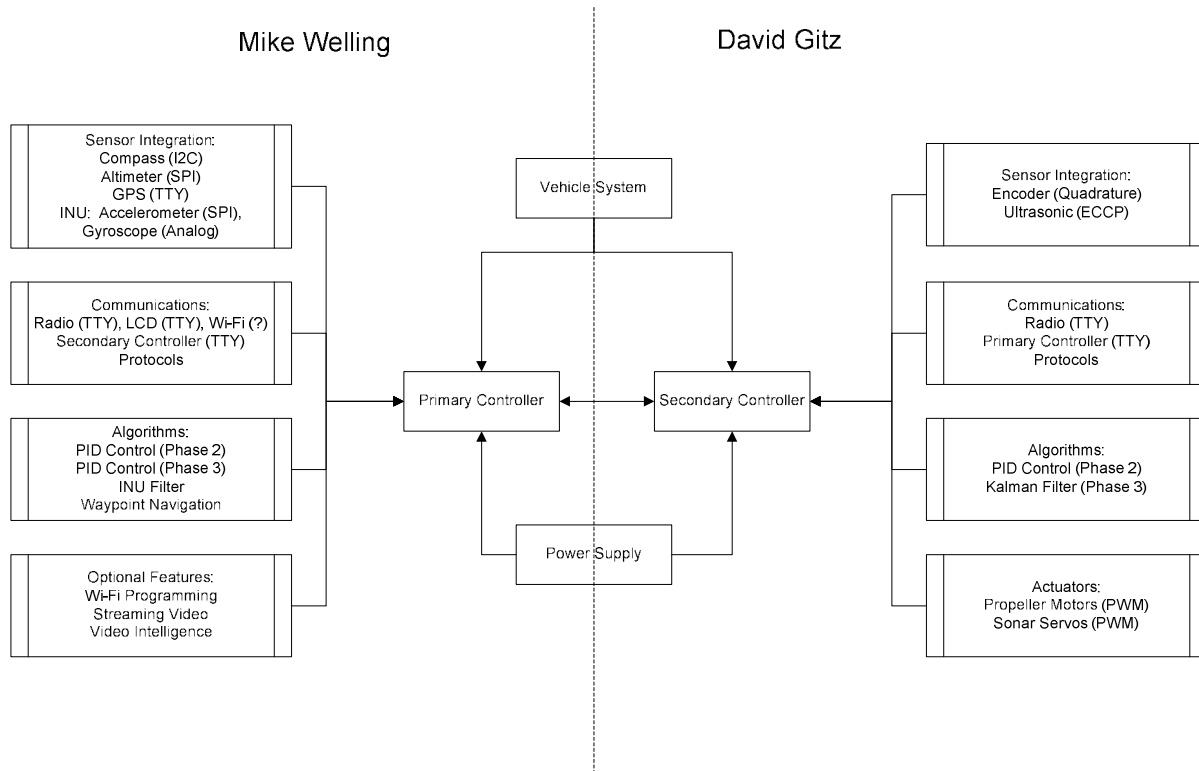 Mike Welling
David Gitz
Sensor Integration:
Compass (I2C)
Altimeter (SPI)
GPS (TTY)
INU:  Accelerometer (SPI),
Gyroscope (Analog)
Communications:
Radio (TTY), LCD (TTY), Wi-Fi (?)
Secondary Controller (TTY)
Protocols
Algorithms:
PID Control (Phase 2)
PID Control (Phase 3)
INU Filter
Waypoint Navigation
Optional Features:
Wi-Fi Programming
Streaming Video
Video Intelligence
Vehicle System
Primary Controller
Secondary Controller
Power Supply
Sensor Integration:
Encoder (Quadrature)
Ultrasonic (ECCP)
Communications:
Radio (TTY)
Primary Controller (TTY)
Protocols
Algorithms:
PID Control (Phase 2)
Kalman Filter (Phase 3)
Actuators:
Propeller Motors (PWM)
Sonar Servos (PWM)